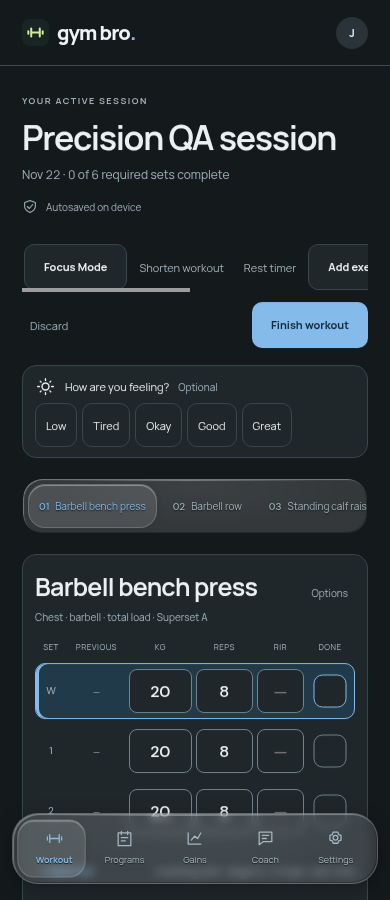 gym bro.
J
YOUR ACTIVE SESSION
Precision QA session
Nov 22 · 0 of 6 required sets complete
Autosaved on device
Focus Mode Shorten workout Rest timer Add exe
Discard Finish workout
How are you feeling? Optional
Low Tired Okay Good Great
01 Barbell bench press 02 Barbell row 03 Standing calf rais
Barbell bench press
Options
Chest · barbell · total load · Superset A
SET PREVIOUS KG REPS RIR DONE
W – 20 8 —
1 – 20 8 —
2 – 20 8 —
Workout Programs Gains Coach Settings